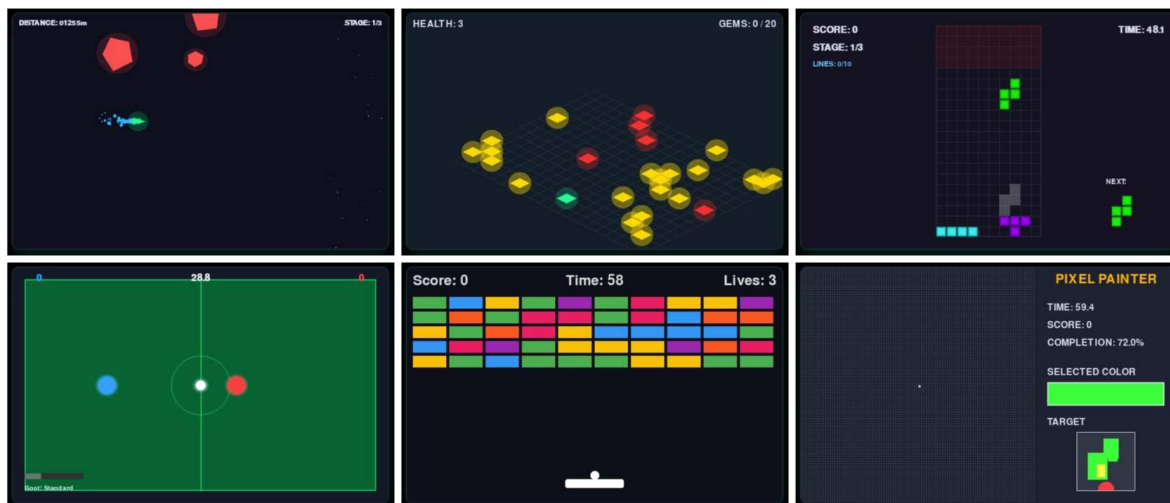 DISTANCE: 01255m
STAGE: 1/3
HEALTH: 3
GEMS: 0 / 20
SCORE: 0
STAGE: 1/3
LINES: 0/10
TIME: 48.1
NEXT:
0
28.8
0
Boot: Standard
Score: 0
Time: 58
Lives: 3
PIXEL PAINTER
TIME: 59.4
SCORE: 0
COMPLETION: 72.0%
SELECTED COLOR
TARGET